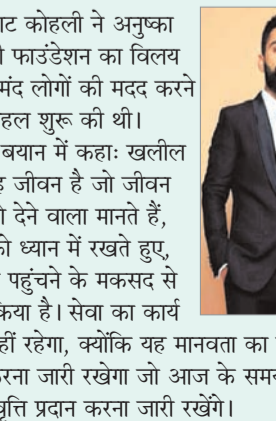 ट कोहली ने अनुष्का
फाउंडेशन का विलय
मंद लोगों की मदद करने
हल शुरू की थी।
बयान में कहाः खलील
जीवन है जो जीवन
देने वाला मानते हैं,
को ध्यान में रखते हुए,
पहुंचने के मकसद से
किया है। सेवा का कार्य
हीं रहेगा, क्योंकि यह मानवता का
रना जारी रखेगा जो आज के सम
वृत्ति प्रदान करना जारी रखेंगे।